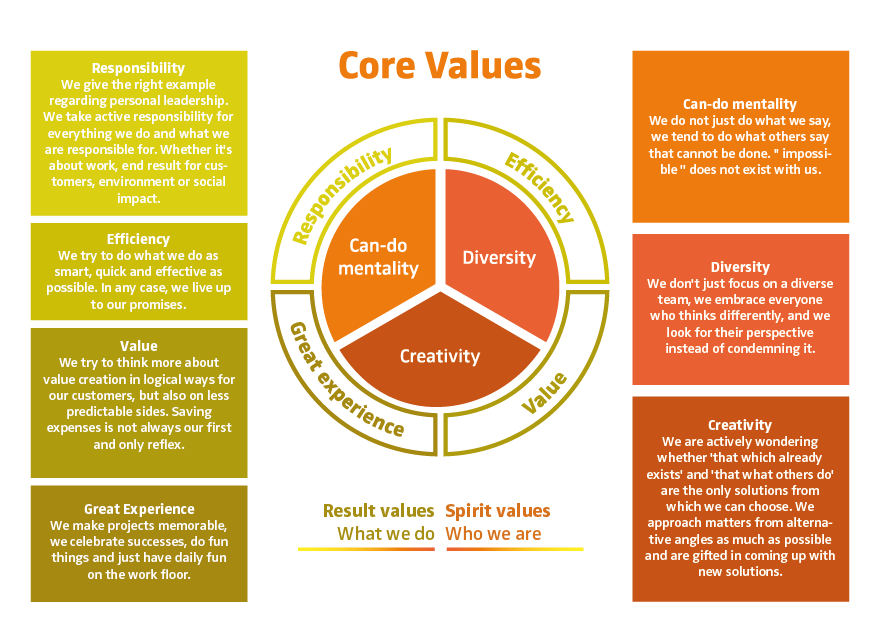 Core Values
Responsibility
We give the right example
regarding personal leadership.
We take active responsibility for
everything we do and what we
are responsible for. Whether it's
about work, end result for cus-
tomers, environment or social
impact.
Efficiency
We try to do what we do as
smart, quick and effective as
possible. In any case, we live up
to our promises.
Value
We try to think more about
value creation in logical ways for
our customers, but also on less
predictable sides. Saving
expenses is not always our first
and only reflex.
Great Experience
We make projects memorable,
we celebrate successes, do fun
things and just have daily fun
on the work floor.
Responsibility
Efficiency
Can-do
mentality
Diversity
Creativity
Great experience
Value
Result values
What we do
Spirit values
Who we are
Can-do mentality
We do not just do what we say,
we tend to do what others say
that cannot be done. " impossi-
ble " does not exist with us.
Diversity
We don't just focus on a diverse
team, we embrace everyone
who thinks differently, and we
look for their perspective
instead of condemning it.
Creativity
We are actively wondering
whether 'that which already
exists' and 'that what others do'
are the only solutions from
which we can choose. We
approach matters from alterna-
tive angles as much as possible
and are gifted in coming up with
new solutions.